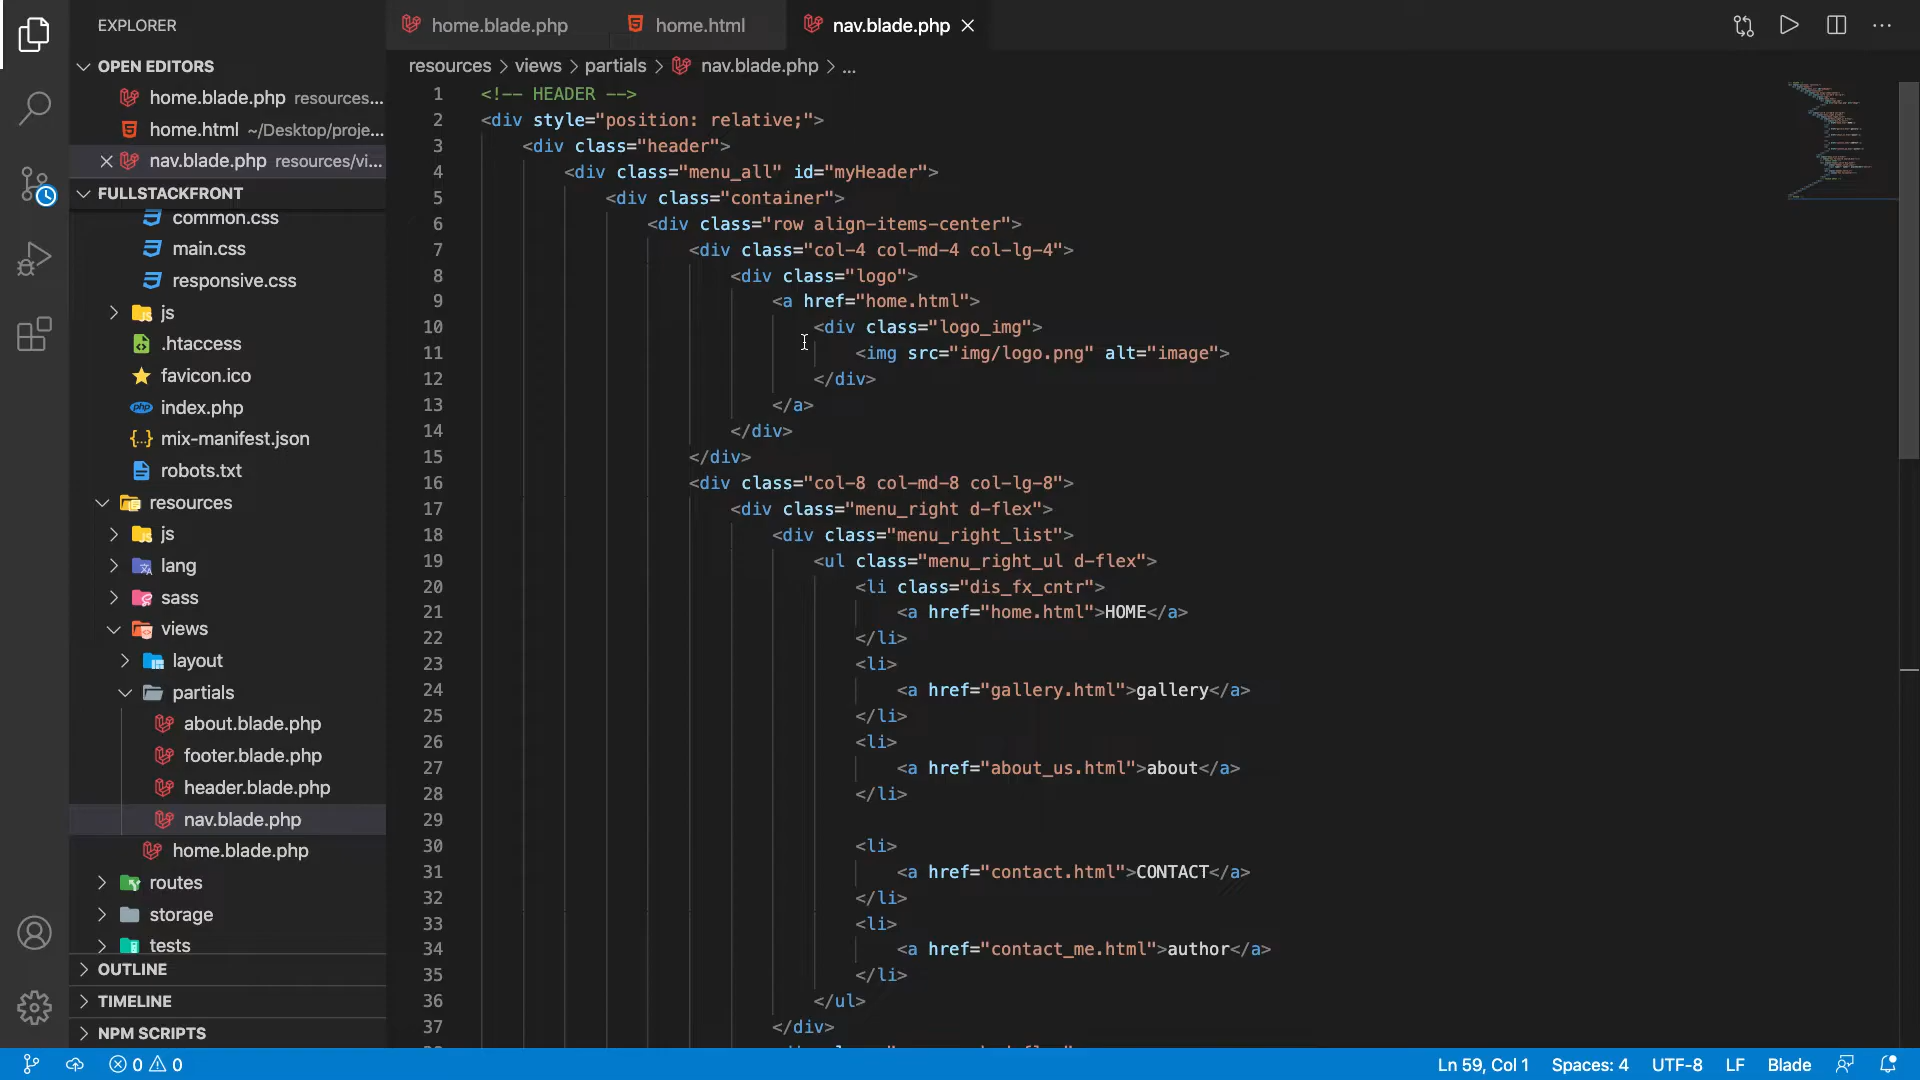 EXPLORER
OPEN EDITORS
home.blade.php resources...
home.html ~/Desktop/proje...
nav.blade.php resources/vi...
FULLSTACKFRONT
common.css
main.css
responsive.css
js
.htaccess
favicon.ico
php index.php
mix-manifest.json
robots.txt
resources
js
lang
sass
views
layout
partials
about.blade.php
footer.blade.php
header.blade.php
nav.blade.php
home.blade.php
routes
storage
tests
OUTLINE
TIMELINE
NPM SCRIPTS
home.blade.php home.html nav.blade.php
resources > views > partials > nav.blade.php > ...
1 <!-- HEADER -->
2 <div style="position: relative;">
3 <div class="header">
4 <div class="menu_all" id="myHeader">
5 <div class="container">
6 <div class="row align-items-center">
7 <div class="col-4 col-md-4 col-lg-4">
8 <div class="logo">
9 <a href="home.html">
10 <div class="logo_img">
11 <img src="img/logo.png" alt="image">
12 </div>
13 </a>
14 </div>
15 </div>
16 <div class="col-8 col-md-8 col-lg-8">
17 <div class="menu_right d-flex">
18 <div class="menu_right_list">
19 <ul class="menu_right_ul d-flex">
20 <li class="dis_fx_cntr">
21 <a href="home.html">HOME</a>
22 </li>
23 <li>
24 <a href="gallery.html">gallery</a>
25 </li>
26 <li>
27 <a href="about_us.html">about</a>
28 </li>
29
30 <li>
31 <a href="contact.html">CONTACT</a>
32 </li>
33 <li>
34 <a href="contact_me.html">author</a>
35 </li>
36 </ul>
37 </div>
0 0
Ln 59, Col 1 Spaces: 4 UTF-8 LF Blade